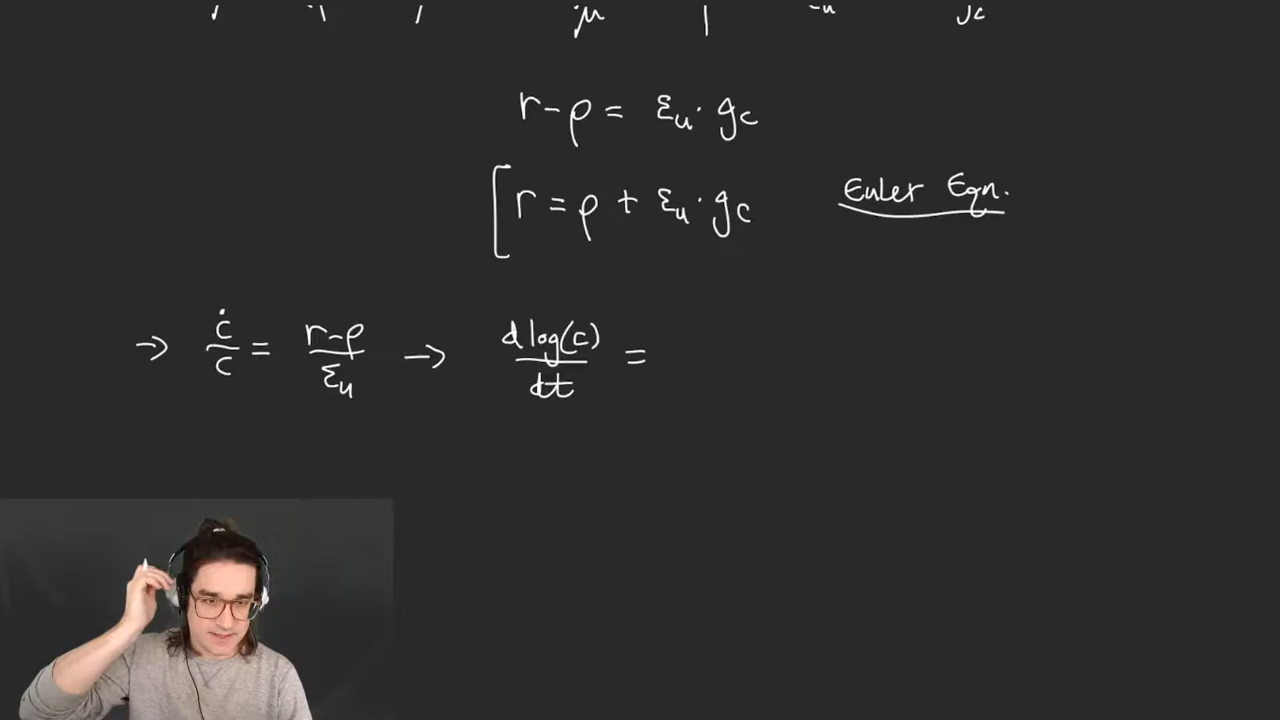 r-ρ = ε_u · g_c
[ r = ρ + ε_u · g_c Euler Eqn.
→ ċ/c = (r-ρ)/ε_u → d log(c)/dt =